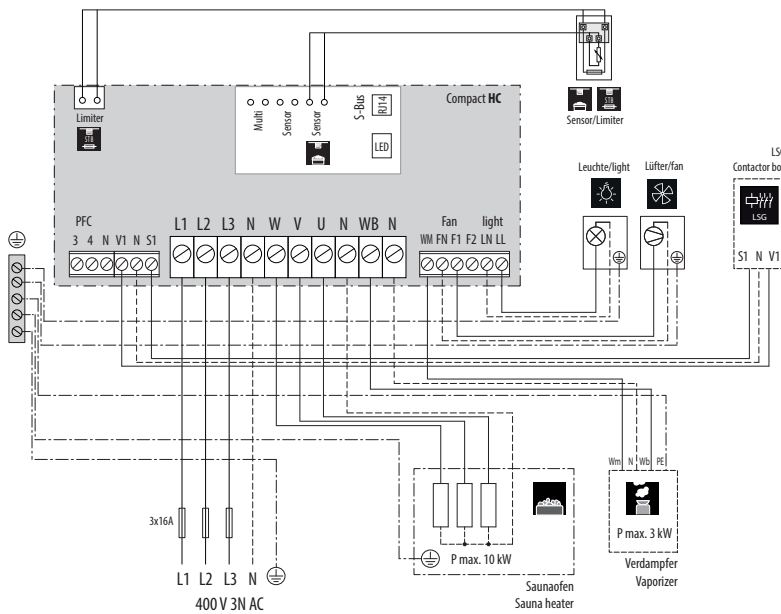 Limiter
STB
Multi
Sensor
Sensor
S-Bus
RJ14
LED
Compact HC
STB
Sensor/Limiter
Leuchte/light
Lüfter/fan
Contactor bo
LSG
S1 N V1
PFC
3 4 N V1 N S1
L1 L2 L3 N W V U N WB N
Fan light
WM FN F1 F2 LN LL
3x16A
L1 L2 L3 N
400 V 3N AC
P max. 10 kW
Saunaofen
Sauna heater
Wm N Wb PE
P max. 3 kW
Verdampfer
Vaporizer